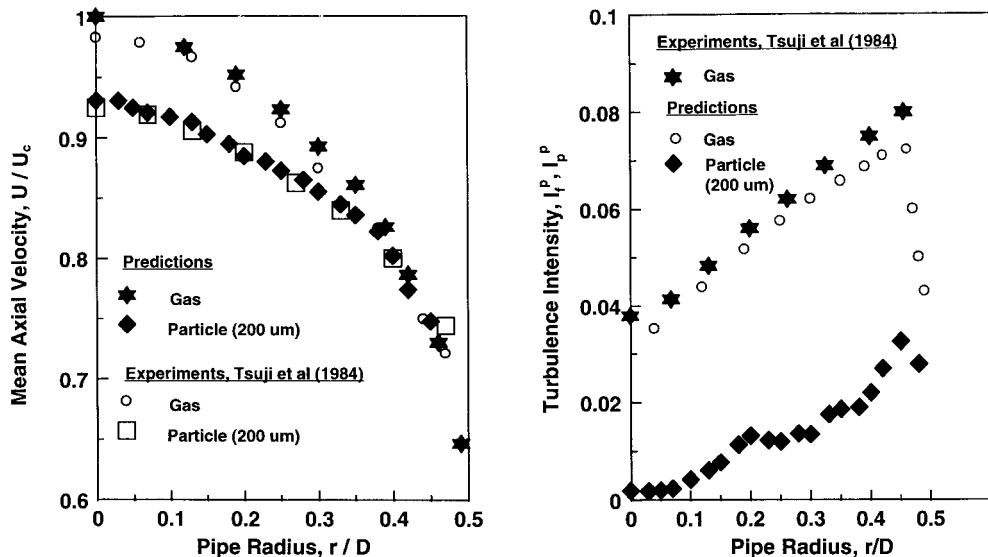 1
0.9
0.8
0.7
0.6
Mean Axial Velocity, U / U_c
Predictions
Gas
Particle (200 um)
Experiments, Tsuji et al (1984)
Gas
Particle (200 um)
0 0.1 0.2 0.3 0.4 0.5
Pipe Radius, r / D
0.1
0.08
0.06
0.04
0.02
0
Turbulence Intensity, I_f^p, I_p^p
Experiments, Tsuji et al (1984)
Gas
Predictions
Gas
Particle
(200 um)
0 0.1 0.2 0.3 0.4 0.5
Pipe Radius, r/D